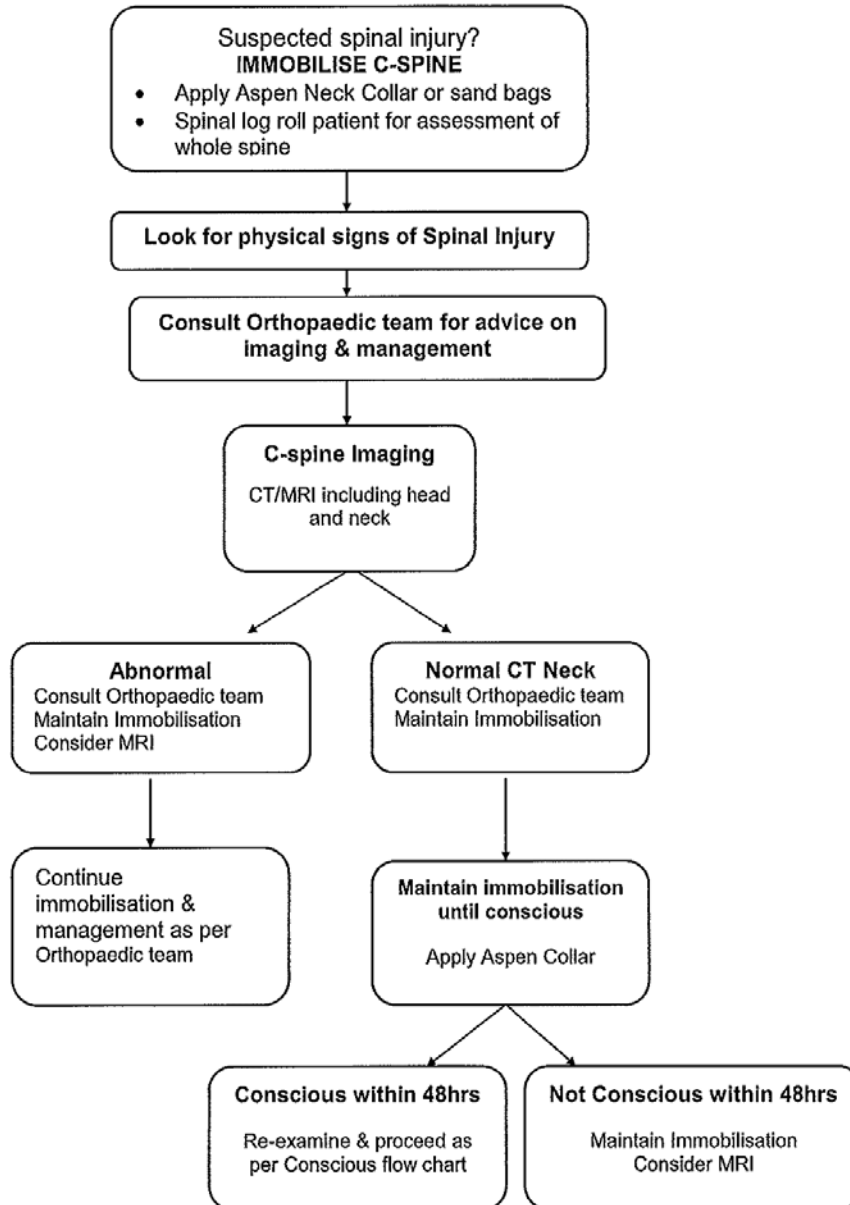 Suspected spinal injury?
IMMOBILISE C-SPINE
• Apply Aspen Neck Collar or sand bags
• Spinal log roll patient for assessment of
whole spine
Look for physical signs of Spinal Injury
Consult Orthopaedic team for advice on
imaging & management
C-spine Imaging
CT/MRI including head
and neck
Abnormal
Consult Orthopaedic team
Maintain Immobilisation
Consider MRI
Normal CT Neck
Consult Orthopaedic team
Maintain Immobilisation
Continue
immobilisation &
management as per
Orthopaedic team
Maintain immobilisation
until conscious
Apply Aspen Collar
Conscious within 48hrs
Re-examine & proceed as
per Conscious flow chart
Not Conscious within 48hrs
Maintain Immobilisation
Consider MRI